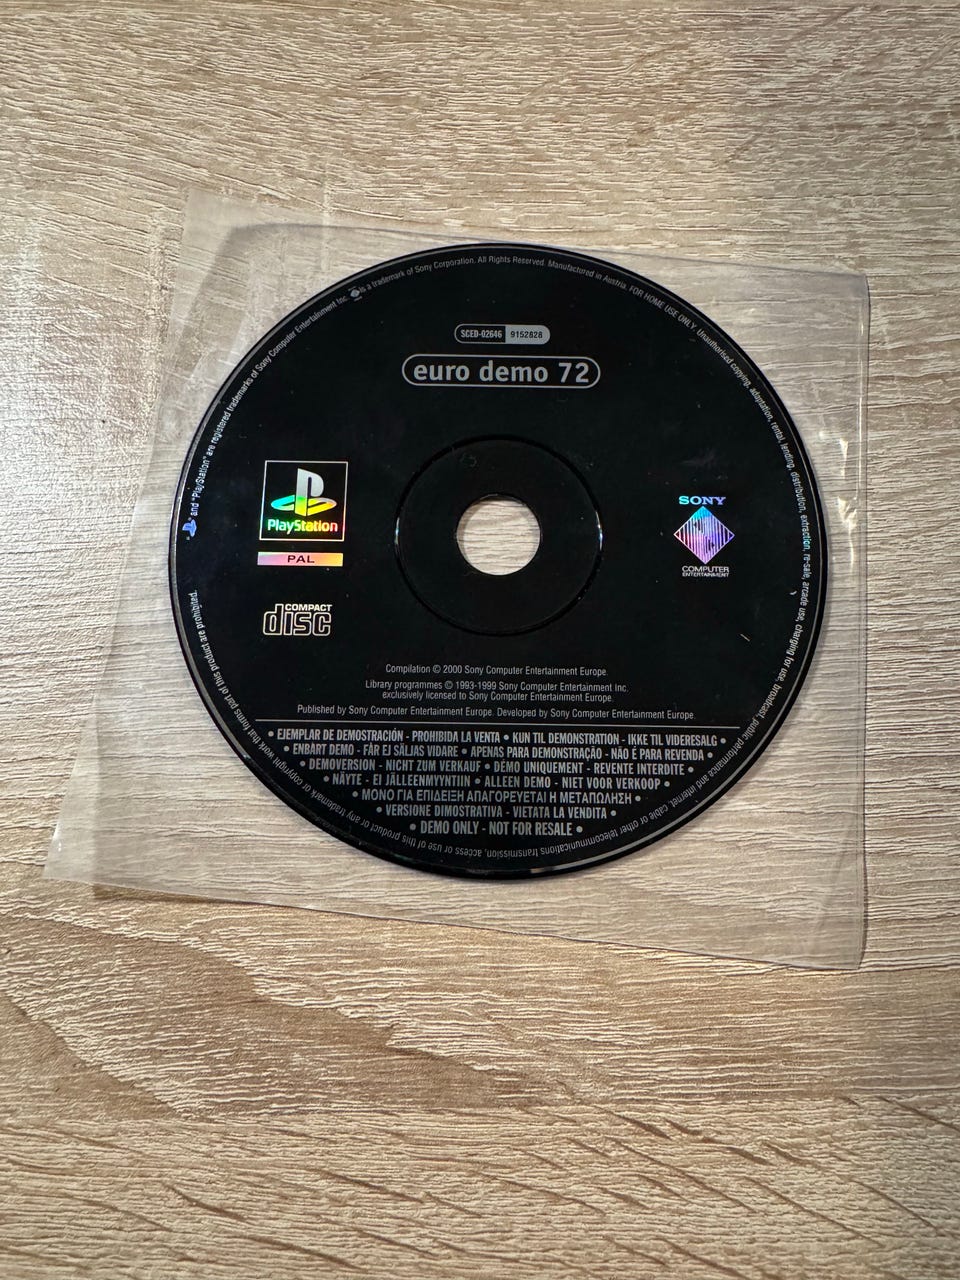 SCED-02646 9152828
euro demo 72
PlayStation
PAL
COMPACT
disc
SONY
COMPUTER
ENTERTAINMENT
Compilation © 2000 Sony Computer Entertainment Europe.
Library programmes © 1993-1999 Sony Computer Entertainment Inc.
exclusively licensed to Sony Computer Entertainment Europe.
Published by Sony Computer Entertainment Europe. Developed by Sony Computer Entertainment Europe.
• EJEMPLAR DE DEMOSTRACIÓN - PROHIBIDA LA VENTA • KUN TIL DEMONSTRATION - IKKE TIL VIDERESALG •
• ENBART DEMO - FÅR EJ SÄLJAS VIDARE • APENAS PARA DEMONSTRAÇÃO - NÃO É PARA REVENDA •
• DEMOVERSION - NICHT ZUM VERKAUF • DÉMO UNIQUEMENT - REVENTE INTERDITE •
• NÄYTE - EI JÄLLEENMYYNTIIN • ALLEEN DEMO - NIET VOOR VERKOOP •
• ΜΟΝΟ ΓΙΑ ΕΠΙΔΕΙΞΗ ΑΠΑΓΟΡΕΥΕΤΑΙ Η ΜΕΤΑΠΩΛΗΣΗ •
• VERSIONE DIMOSTRATIVA - VIETATA LA VENDITA •
• DEMO ONLY - NOT FOR RESALE •
and "PlayStation" are registered trademarks of Sony Computer Entertainment Inc. is a trademark of Sony Corporation. All Rights Reserved. Manufactured in Austria. FOR HOME USE ONLY. Unauthorised copying, adaptation, rental, lending, distribution, extraction, re-sale, arcade use, charging for use, broadcast, public performance and internet, cable or other telecommunications transmission, access or use of this product or any trademark or copyright work that forms part of this product are prohibited.